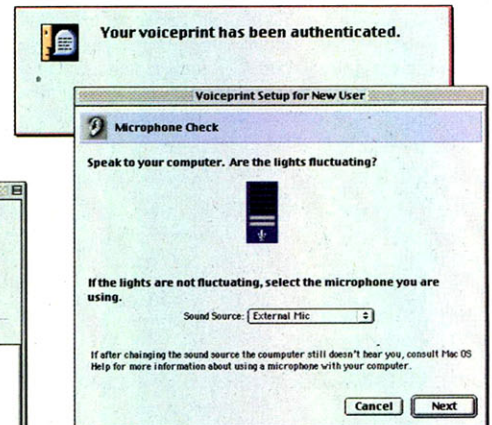 Your voiceprint has been authenticated.
Voiceprint Setup for New User
Microphone Check
Speak to your computer. Are the lights fluctuating?
If the lights are not fluctuating, select the microphone you are
using.
Sound Source: External Mic
If after chainging the sound source the coumputer still doesn't hear you, consult Mac OS
Help for more information about using a microphone with your computer.
Cancel Next